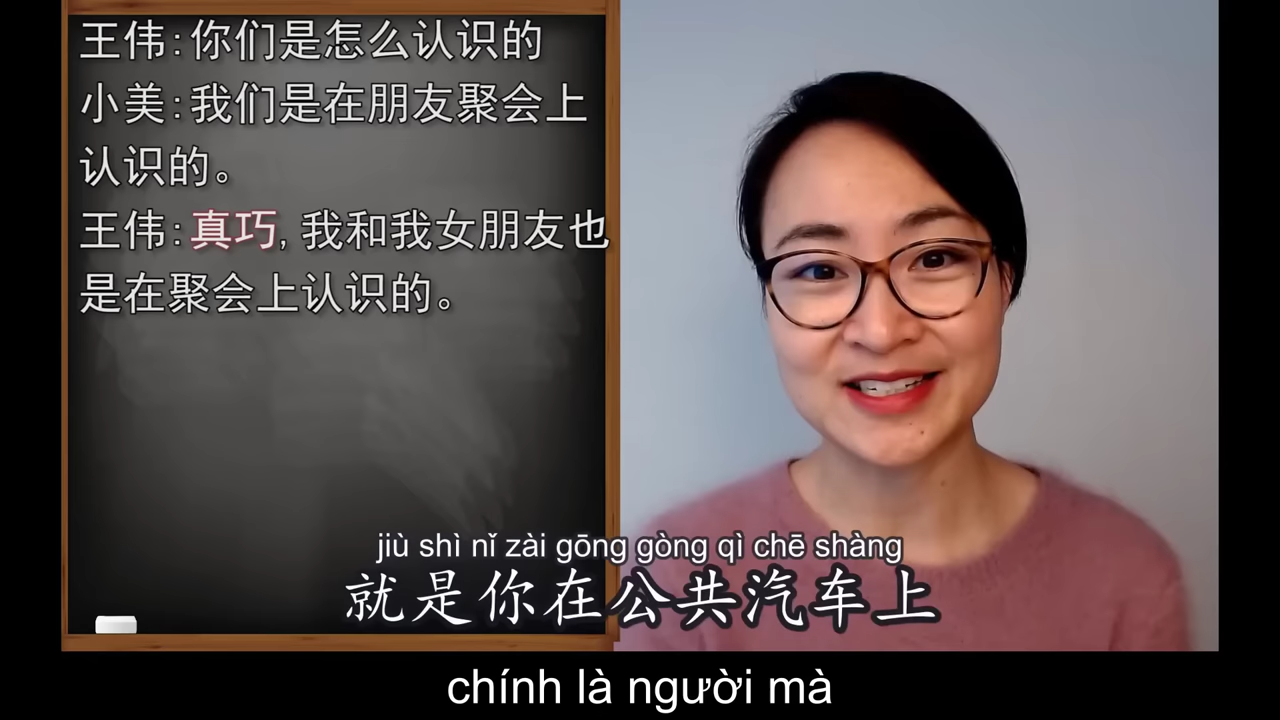 王伟:你们是怎么认识的
小美:我们是在朋友聚会上
认识的。
王伟:真巧,我和我女朋友也
是在聚会上认识的。
jiù shì nǐ zài gōng gòng qì chē shàng
就是你在公共汽车上
chính là người mà